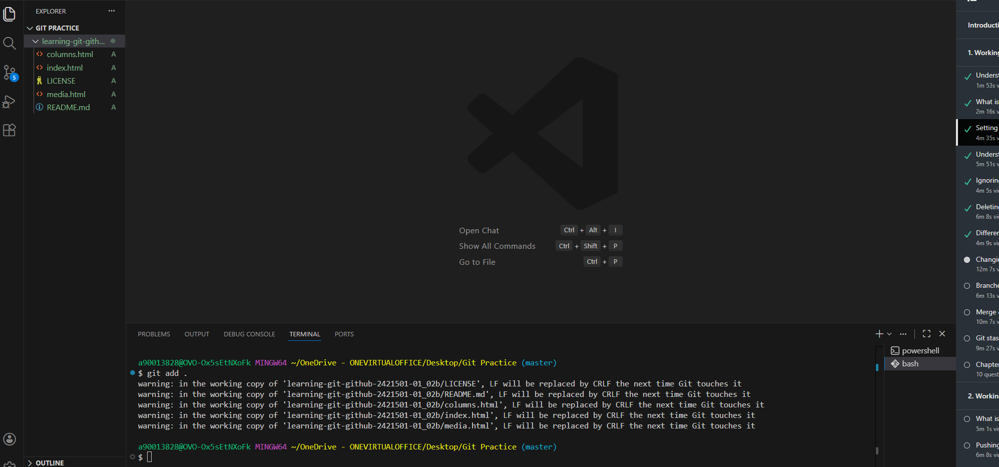 EXPLORER
GIT PRACTICE
learning-git-gith...
columns.html A
index.html A
LICENSE A
media.html A
README.md A
5
OUTLINE
Open Chat Ctrl + Alt + I
Show All Commands Ctrl + Shift + P
Go to File Ctrl + P
PROBLEMS OUTPUT DEBUG CONSOLE TERMINAL PORTS
powershell
bash
a90013828@OVO-Ox5sEtNXoFk MINGW64 ~/OneDrive - ONEVIRTUALOFFICE/Desktop/Git Practice (master)
$ git add .
warning: in the working copy of 'learning-git-github-2421501-01_02b/LICENSE', LF will be replaced by CRLF the next time Git touches it
warning: in the working copy of 'learning-git-github-2421501-01_02b/README.md', LF will be replaced by CRLF the next time Git touches it
warning: in the working copy of 'learning-git-github-2421501-01_02b/columns.html', LF will be replaced by CRLF the next time Git touches it
warning: in the working copy of 'learning-git-github-2421501-01_02b/index.html', LF will be replaced by CRLF the next time Git touches it
warning: in the working copy of 'learning-git-github-2421501-01_02b/media.html', LF will be replaced by CRLF the next time Git touches it
a90013828@OVO-Ox5sEtNXoFk MINGW64 ~/OneDrive - ONEVIRTUALOFFICE/Desktop/Git Practice (master)
$
Introducti
1. Working
Underst
1m 53s v
What is
2m 16s v
Setting
4m 35s v
Underst
5m 51s v
Ignorin
4m 5s vi
Deleting
6m 8s vi
Differen
4m 9s vi
Changin
12m 7s v
Branche
6m 13s v
Merge
10m 7s v
Git stas
9m 27s v
Chapter
10 quest
2. Workin
What is
5m 1s vi
Pushing
6m 8s vi